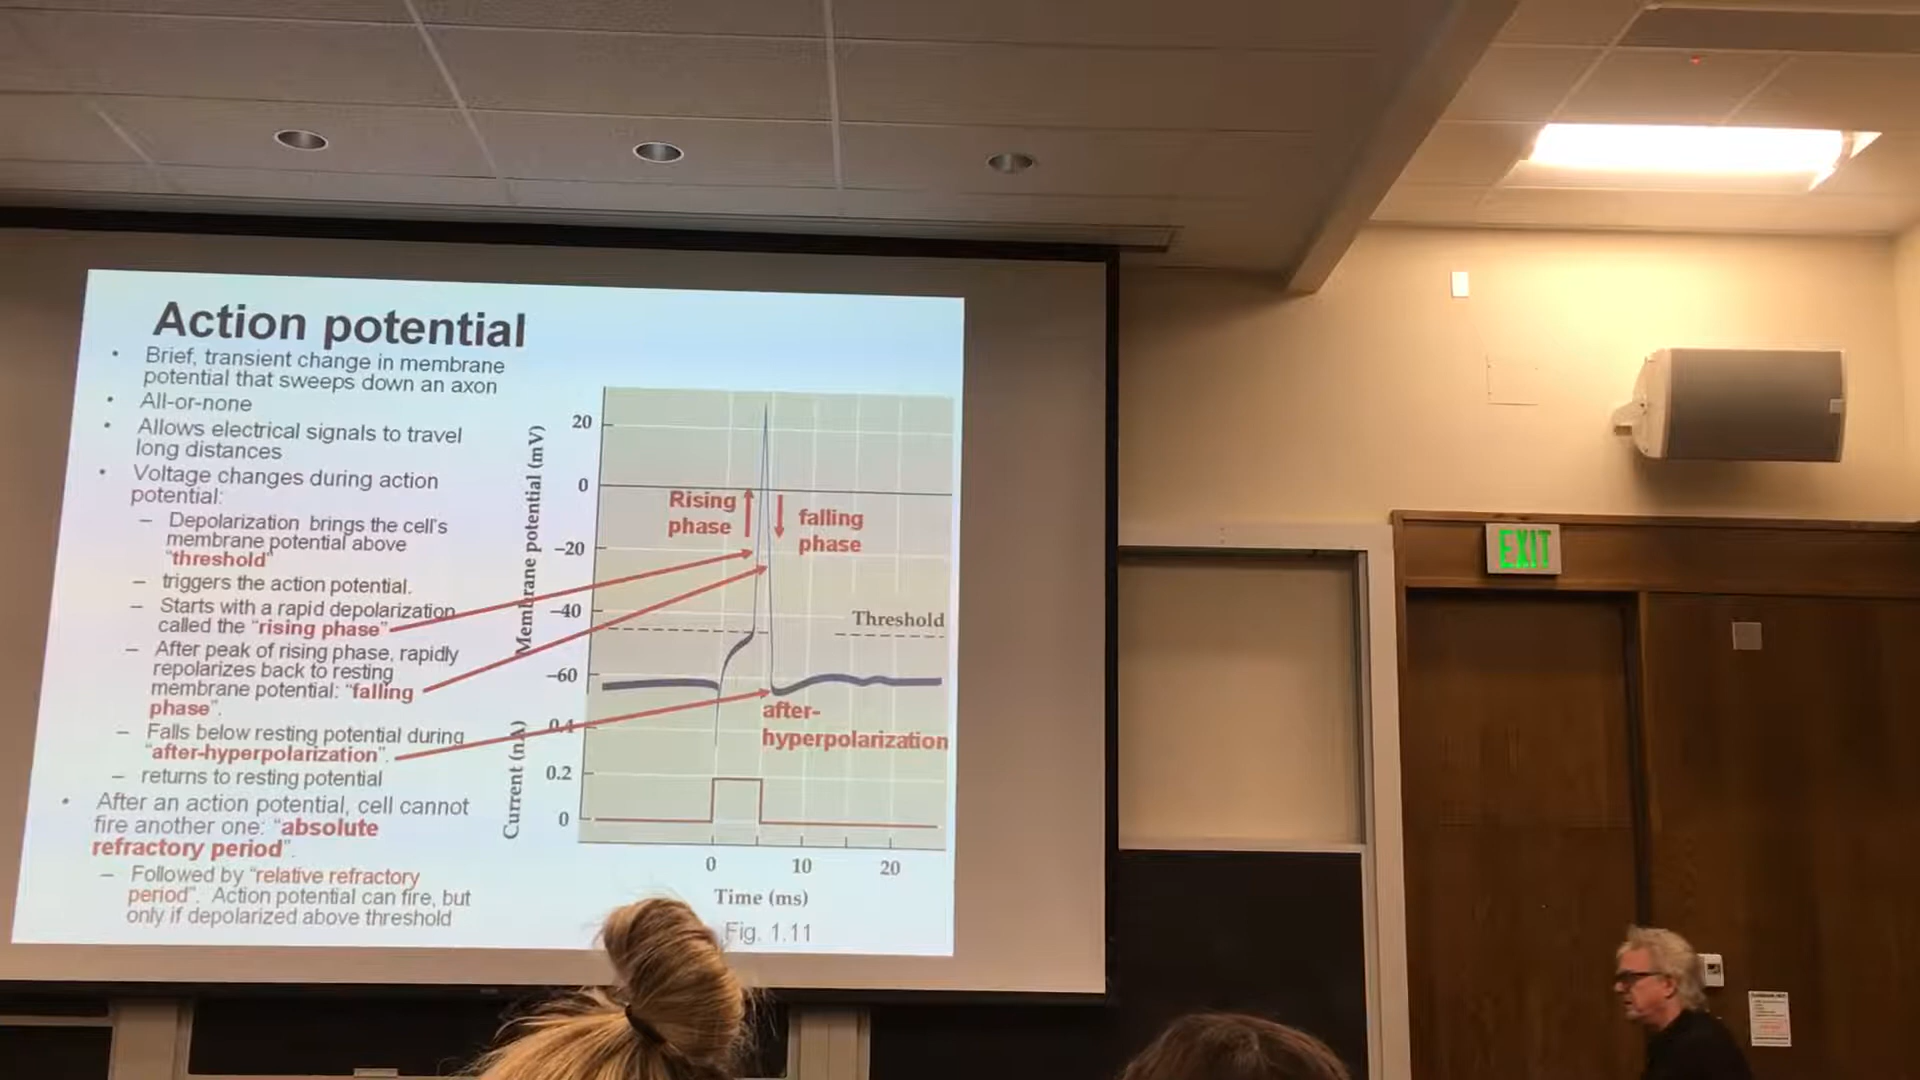 Action potential
• Brief, transient change in membrane
potential that sweeps down an axon
• All-or-none
• Allows electrical signals to travel
long distances
• Voltage changes during action
potential:
– Depolarization brings the cell's
membrane potential above
"threshold"
– triggers the action potential.
– Starts with a rapid depolarization
called the "rising phase"
– After peak of rising phase, rapidly
repolarizes back to resting
membrane potential: "falling
phase".
– Falls below resting potential during
"after-hyperpolarization".
– returns to resting potential
• After an action potential, cell cannot
fire another one: "absolute
refractory period".
– Followed by "relative refractory
period". Action potential can fire, but
only if depolarized above threshold
Membrane potential (mV)
20
0
–20
–40
–60
Rising
phase
falling
phase
Threshold
after-
hyperpolarization
Current (nA)
0.4
0.2
0
0
10
20
Time (ms)
Fig. 1.11
EXIT